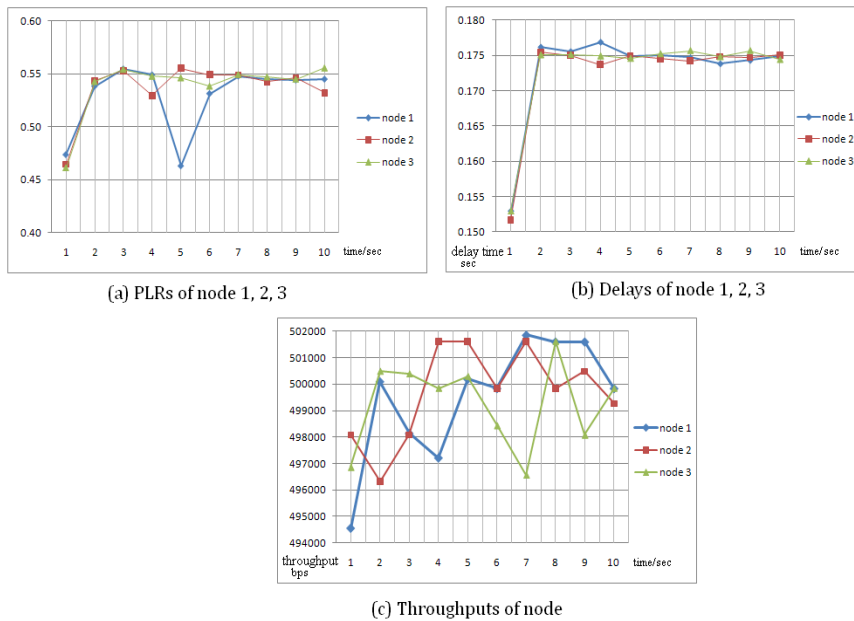 0.60
0.55
0.50
0.45
0.40
1 2 3 4 5 6 7 8 9 10 time/sec
node 1
node 2
node 3
(a) PLRs of node 1, 2, 3
0.180
0.175
0.170
0.165
0.160
0.155
0.150
delay time 1 2 3 4 5 6 7 8 9 10 time/sec
sec
node 1
node 2
node 3
(b) Delays of node 1, 2, 3
502000
501000
500000
499000
498000
497000
496000
495000
494000
throughput 1 2 3 4 5 6 7 8 9 10 time/sec
bps
node 1
node 2
node 3
(c) Throughputs of node